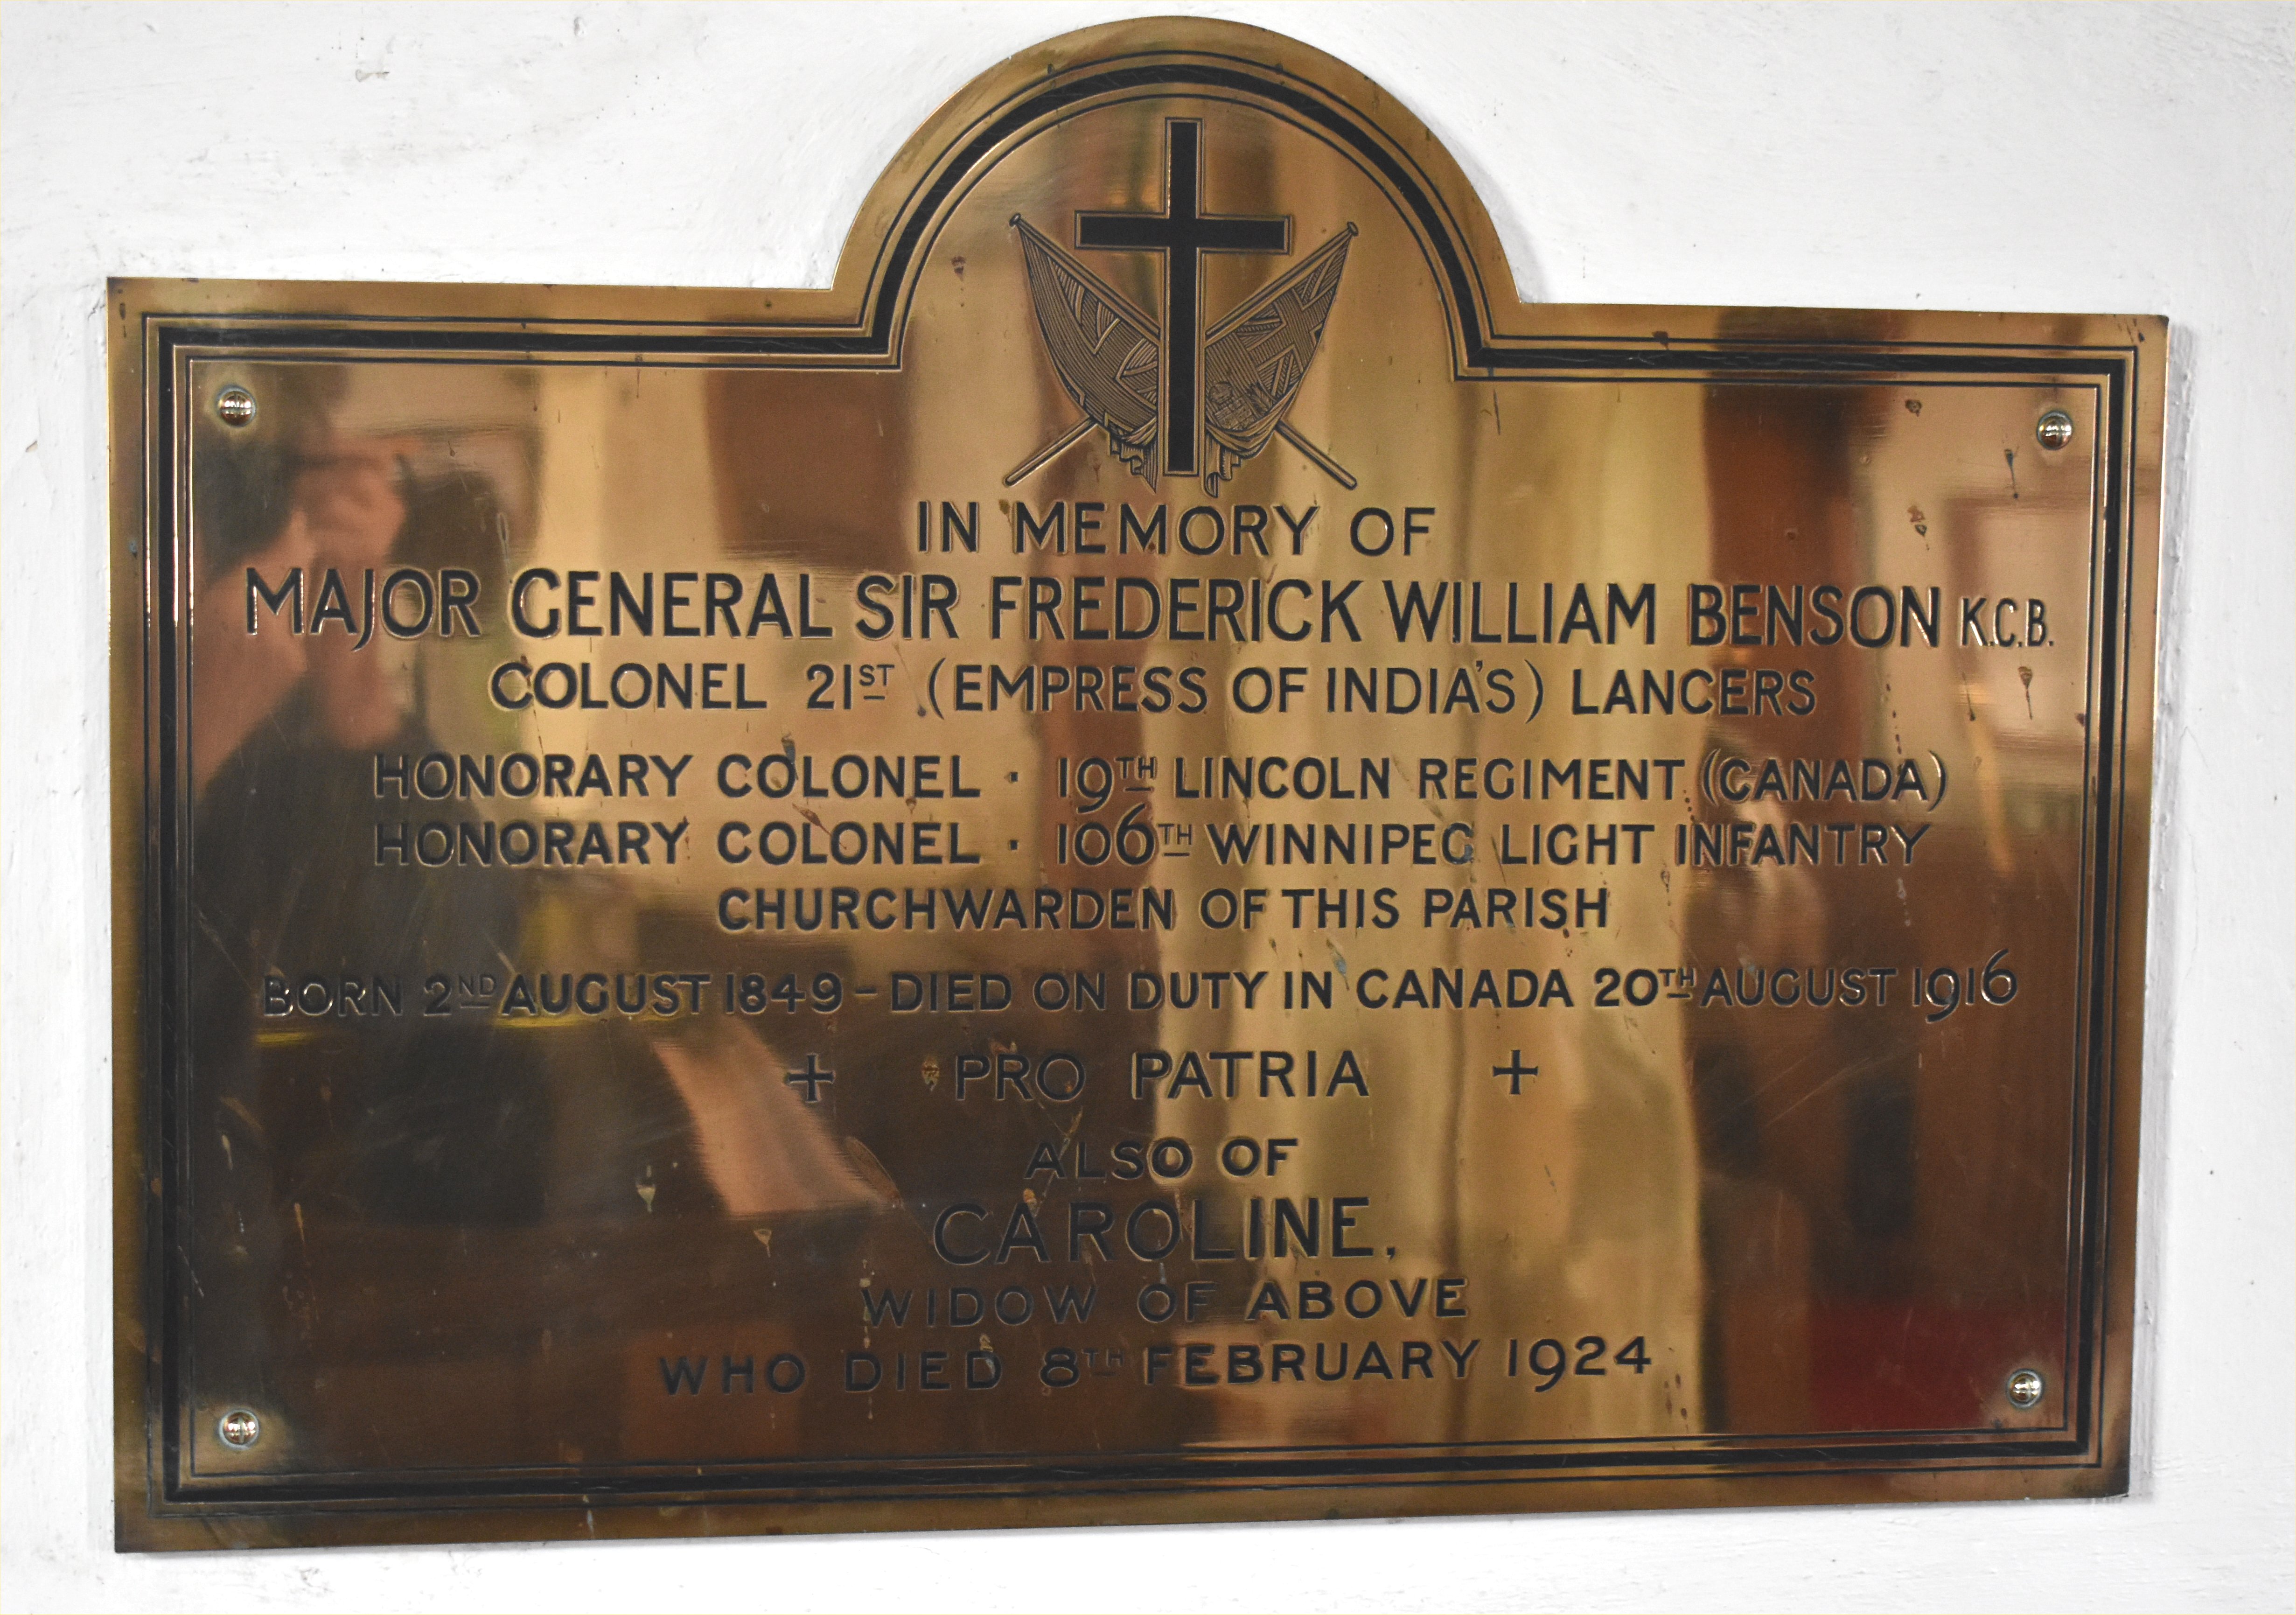 IN MEMORY OF
MAJOR GENERAL SIR FREDERICK WILLIAM BENSON K.C.B.
COLONEL 21ST (EMPRESS OF INDIA'S) LANCERS
HONORARY COLONEL · 19TH LINCOLN REGIMENT (CANADA)
HONORARY COLONEL · 106TH WINNIPEG LIGHT INFANTRY
CHURCHWARDEN OF THIS PARISH
BORN 2ND AUGUST 1849 – DIED ON DUTY IN CANADA 20TH AUGUST 1916
+ PRO PATRIA +
ALSO OF
CAROLINE,
WIDOW OF ABOVE
WHO DIED 8TH FEBRUARY 1924